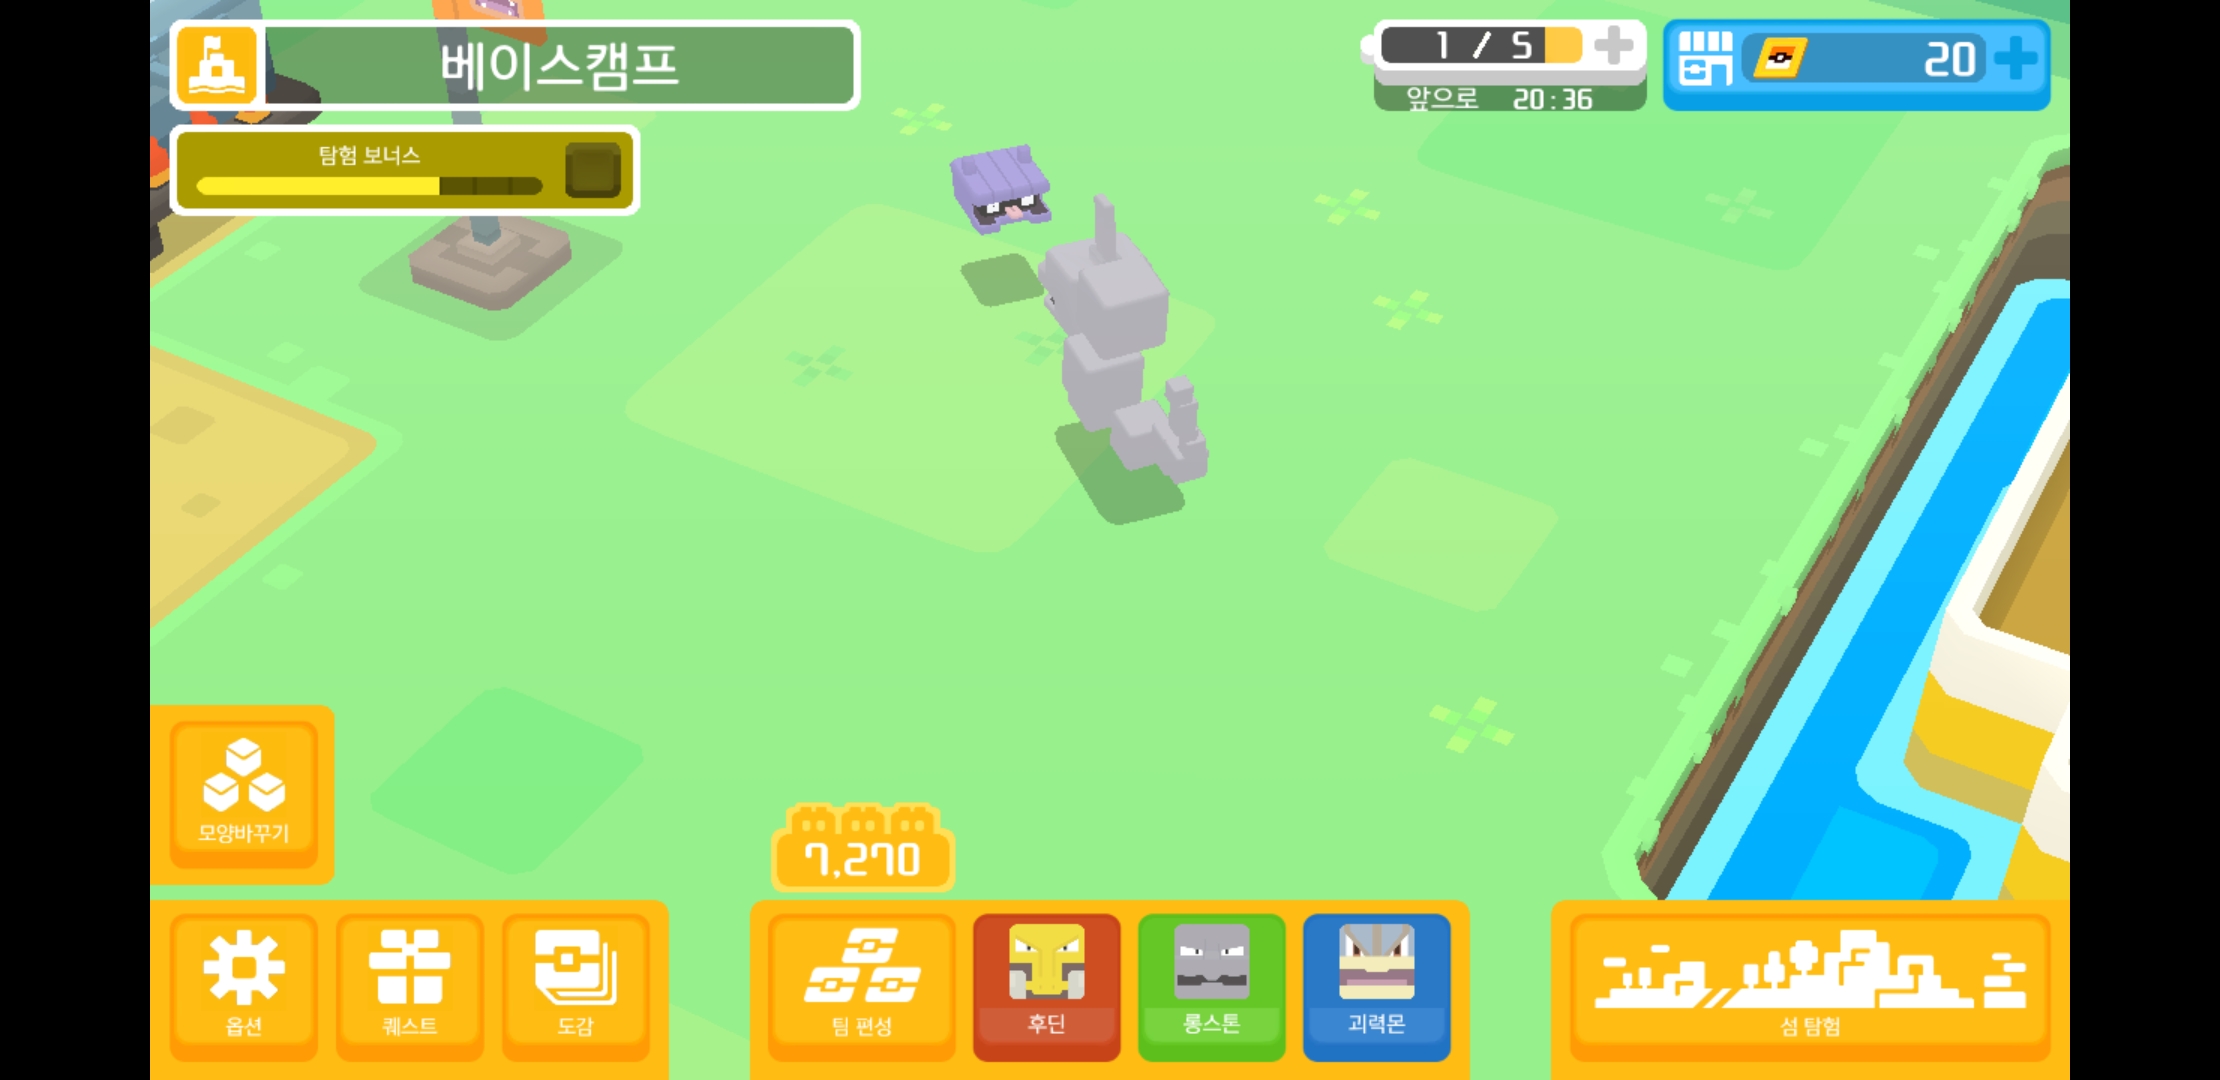 베이스캠프
1 / 5
앞으로 20:36
20
탐험 보너스
모양바꾸기
7,270
옵션
퀘스트
도감
팀 편성
후딘
롱스톤
괴력몬
섬 탐험